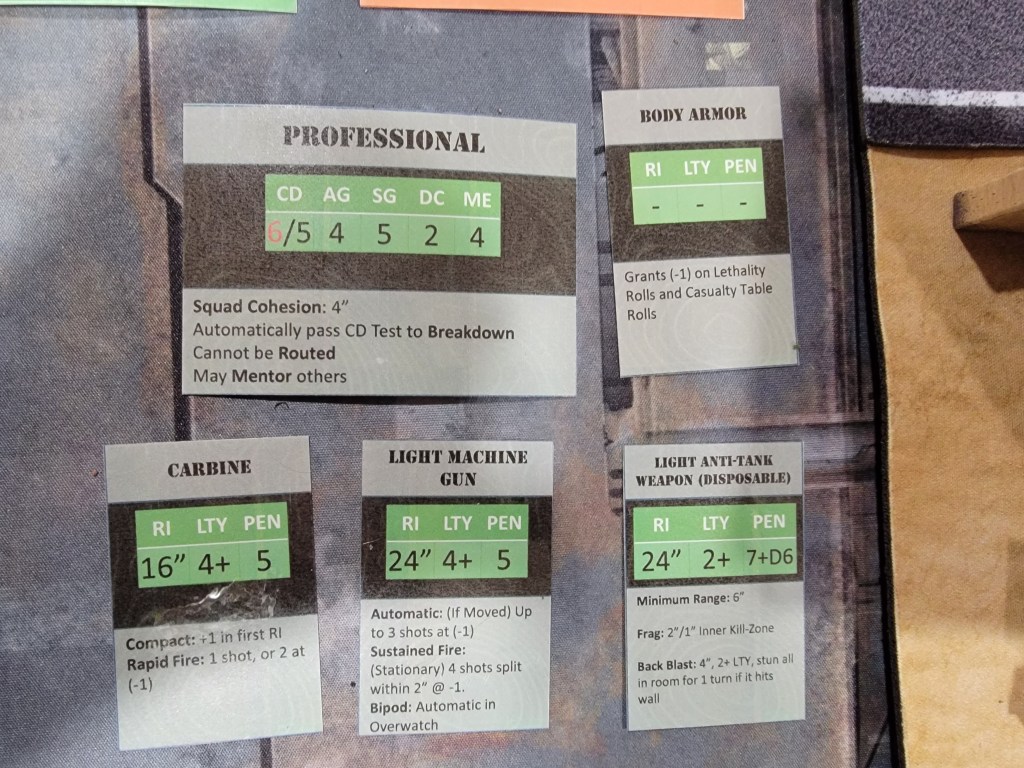 PROFESSIONAL
CD AG SG DC ME
6/5 4 5 2 4
Squad Cohesion: 4”
Automatically pass CD Test to Breakdown
Cannot be Routed
May Mentor others
BODY ARMOR
RI LTY PEN
- - -
Grants (-1) on Lethality
Rolls and Casualty Table
Rolls
CARBINE
RI LTY PEN
16” 4+ 5
Compact: +1 in first RI
Rapid Fire: 1 shot, or 2 at
(-1)
LIGHT MACHINE
GUN
RI LTY PEN
24” 4+ 5
Automatic: (If Moved) Up
to 3 shots at (-1)
Sustained Fire:
(Stationary) 4 shots split
within 2” @ -1.
Bipod: Automatic in
Overwatch
LIGHT ANTI-TANK
WEAPON (DISPOSABLE)
RI LTY PEN
24” 2+ 7+D6
Minimum Range: 6”
Frag: 2”/1” Inner Kill-Zone
Back Blast: 4”, 2+ LTY, stun all
in room for 1 turn if it hits
wall